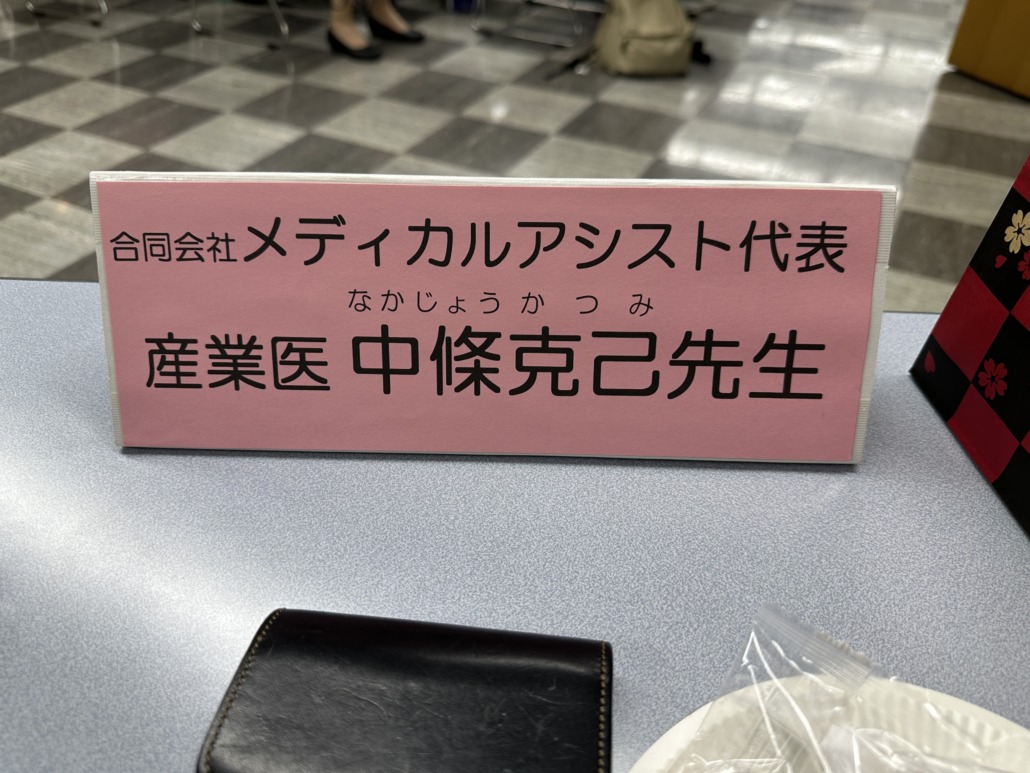 合同会社メディカルアシスト代表
なかじょうかつみ
産業医 中條克己先生